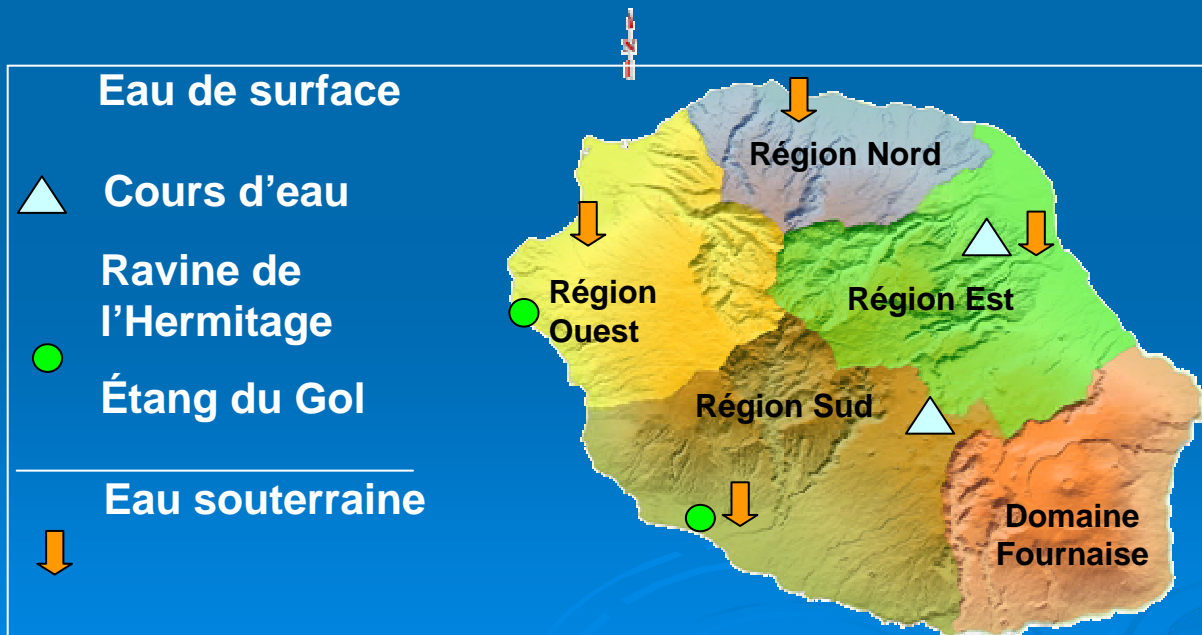 N
Eau de surface
Cours d’eau
Ravine de
l’Hermitage
Étang du Gol
Eau souterraine
Région Nord
Région
Ouest
Région Est
Région Sud
Domaine
Fournaise